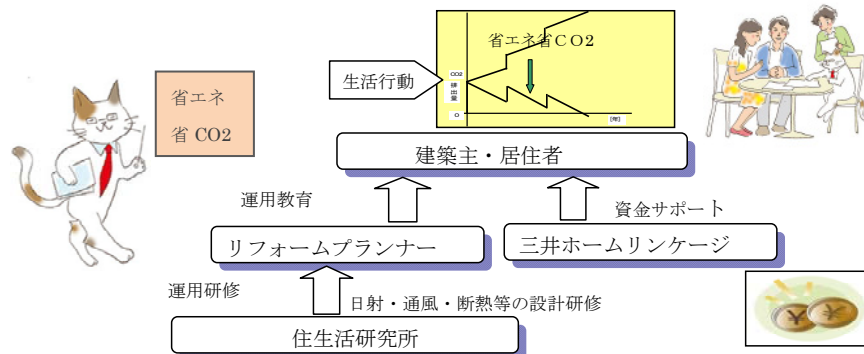 省エネ省CO2
CO2
排
出
量
0
[年]
生活行動
省エネ
省 CO2
建築主・居住者
運用教育
資金サポート
リフォームプランナー
三井ホームリンケージ
運用研修
日射・通風・断熱等の設計研修
住生活研究所
¥
¥